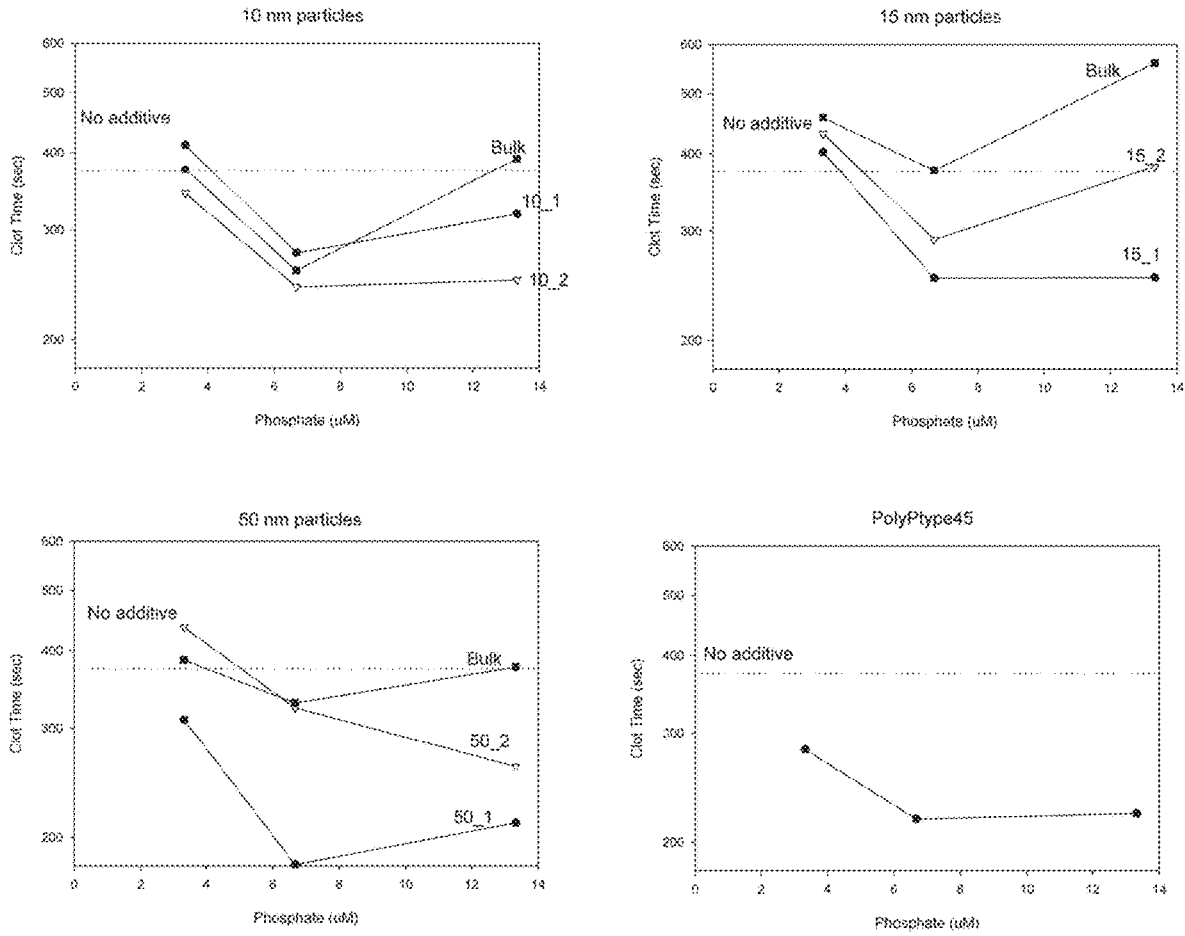 10 nm particles
600
500
400
300
200
Clot Time (sec)
No additive
Bulk
10_1
10_2
0 2 4 6 8 10 12 14
Phosphate (uM)
15 nm particles
600
500
400
300
200
Clot Time (sec)
No additive
Bulk
15_2
15_1
0 2 4 6 8 10 12 14
Phosphate (uM)
50 nm particles
600
500
400
300
200
Clot Time (sec)
No additive
Bulk
50_2
50_1
0 2 4 6 8 10 12 14
Phosphate (uM)
PolyPtype45
600
500
400
300
200
Clot Time (sec)
No additive
0 2 4 6 8 10 12 14
Phosphate (uM)